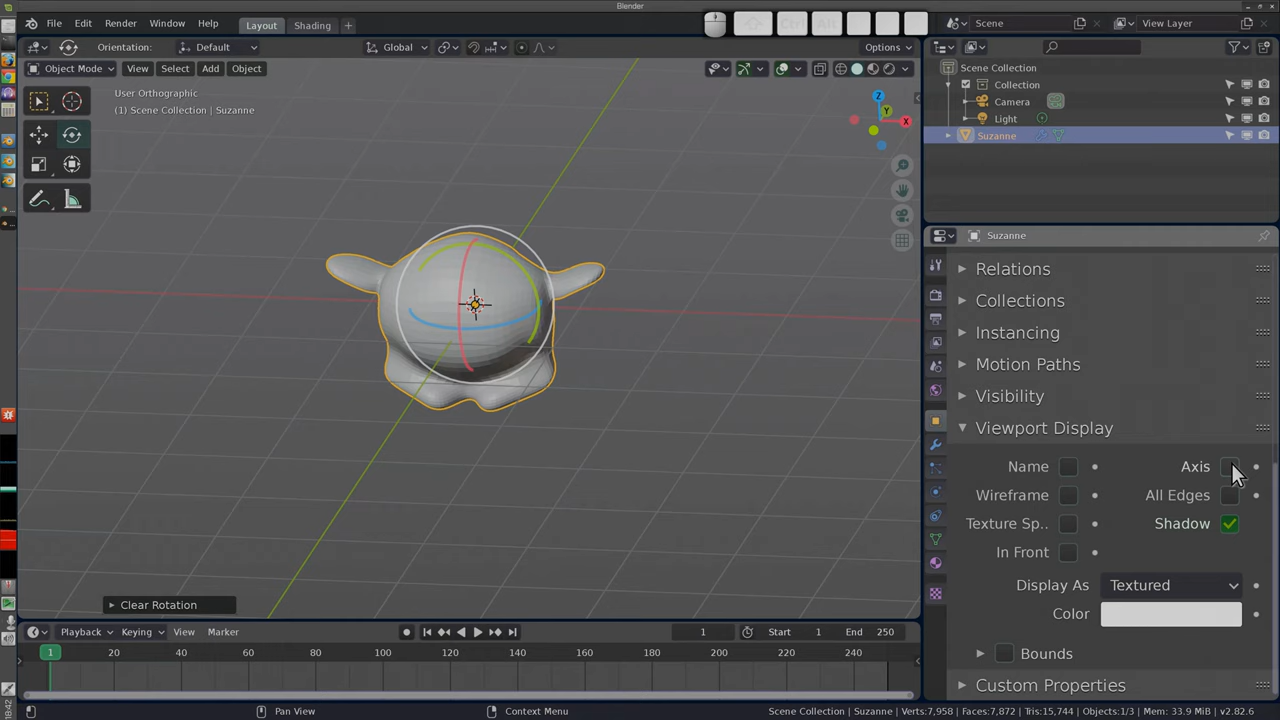 Blender
File Edit Render Window Help Layout Shading + Ctrl Alt Scene View Layer
Orientation: Default Global Options
Object Mode View Select Add Object
User Orthographic
(1) Scene Collection | Suzanne
Z
Y
X
Clear Rotation
Scene Collection
Collection
Camera
Light
Suzanne
Suzanne
Relations
Collections
Instancing
Motion Paths
Visibility
Viewport Display
Name Axis
Wireframe All Edges
Texture Sp.. Shadow
In Front
Display As Textured
Color
Bounds
Custom Properties
Playback Keying View Marker 1 Start 1 End 250
1 20 40 60 80 100 120 140 160 180 200 220 240
18:42
Pan View Context Menu Scene Collection | Suzanne | Verts:7,958 | Faces:7,872 | Tris:15,744 | Objects:1/3 | Mem: 33.9 MiB | v2.82.6